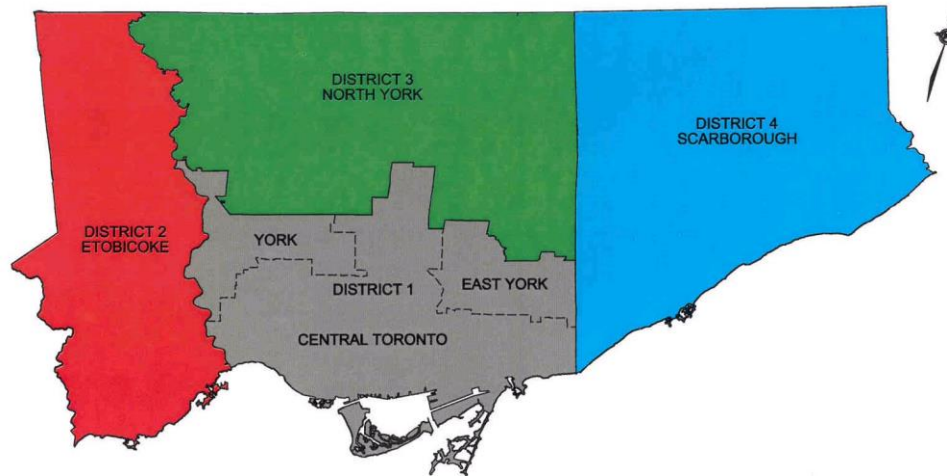 DISTRICT 3
NORTH YORK
DISTRICT 4
SCARBOROUGH
DISTRICT 2
ETOBICOKE
YORK
EAST YORK
DISTRICT 1
CENTRAL TORONTO